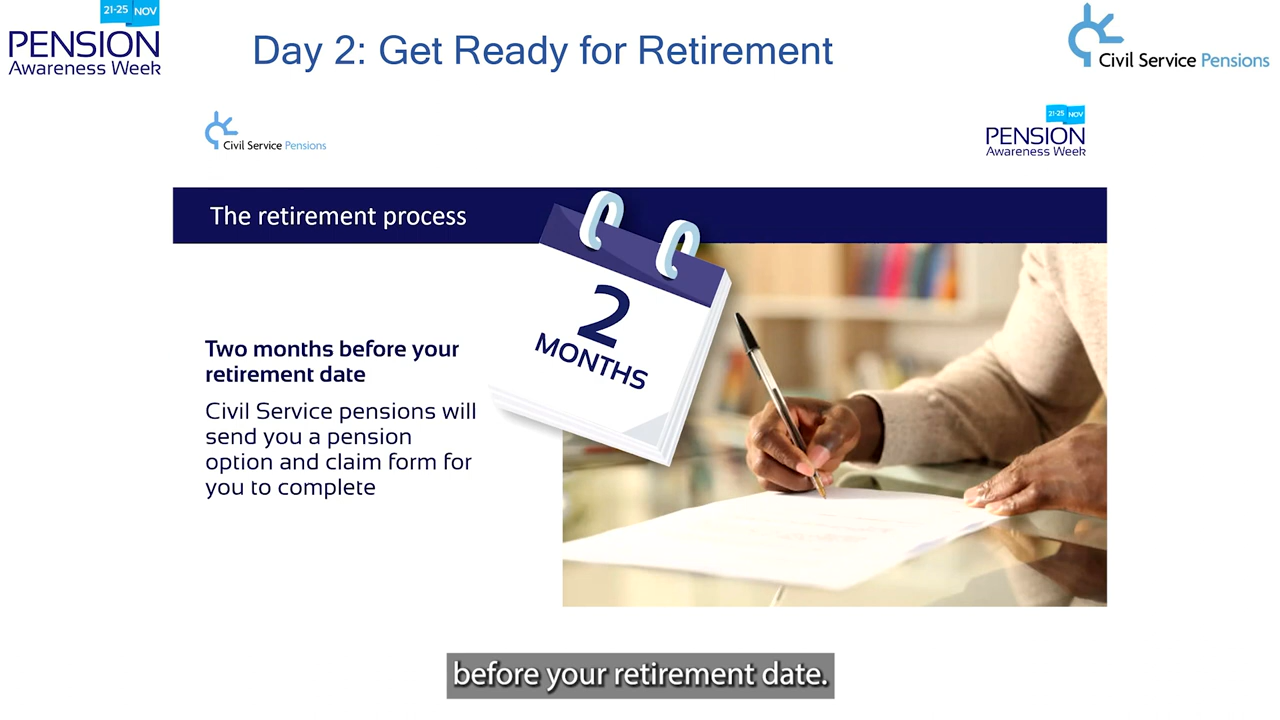 21-25 NOV
PENSION
Awareness Week
Day 2: Get Ready for Retirement
Civil Service Pensions
Civil Service Pensions
21-25 NOV
PENSION
Awareness Week
The retirement process
2
MONTHS
Two months before your
retirement date
Civil Service pensions will
send you a pension
option and claim form for
you to complete
before your retirement date.